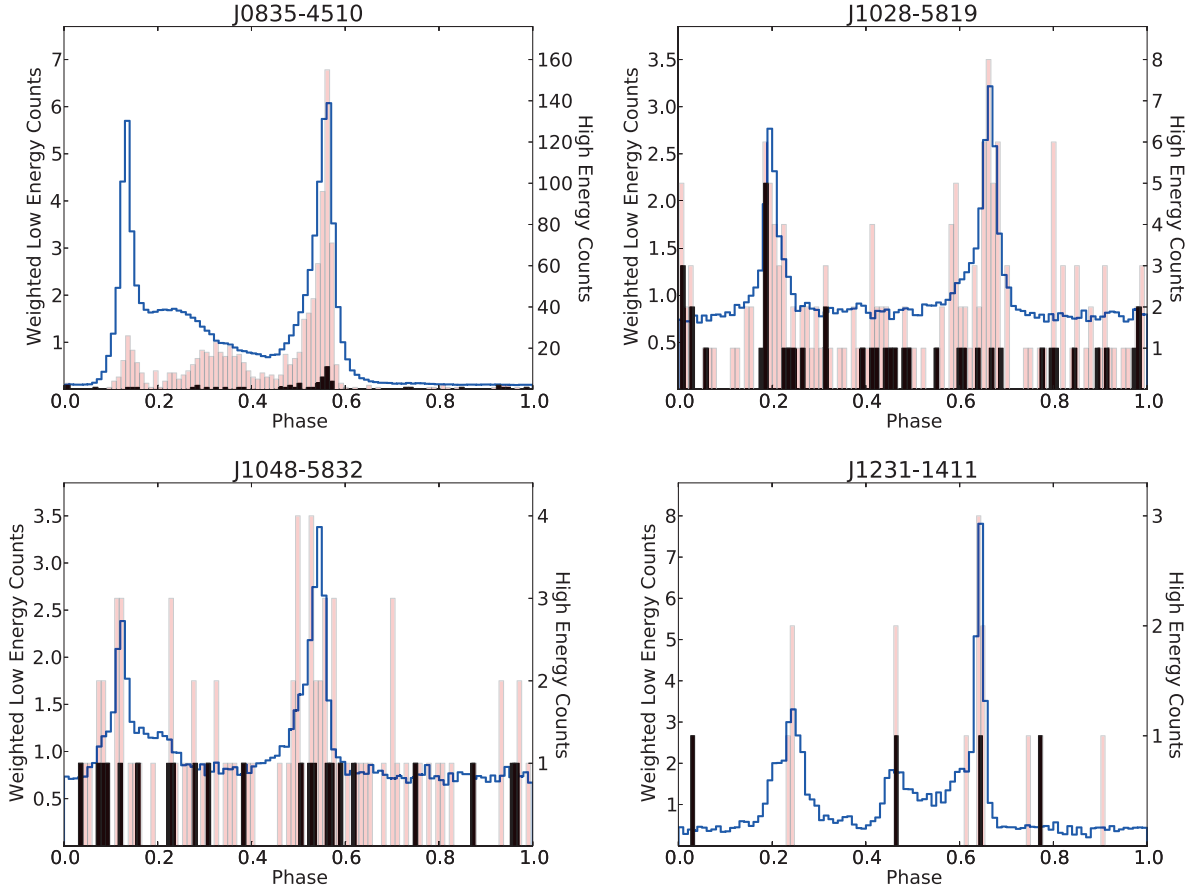 J0835-4510
J1028-5819
7
6
5
4
3
2
1
Weighted Low Energy Counts
160
140
120
100
80
60
40
20
High Energy Counts
0.0 0.2 0.4 0.6 0.8 1.0
Phase
3.5
3.0
2.5
2.0
1.5
1.0
0.5
Weighted Low Energy Counts
8
7
6
5
4
3
2
1
High Energy Counts
0.0 0.2 0.4 0.6 0.8 1.0
Phase
J1048-5832
J1231-1411
3.5
3.0
2.5
2.0
1.5
1.0
0.5
Weighted Low Energy Counts
4
3
2
1
High Energy Counts
0.0 0.2 0.4 0.6 0.8 1.0
Phase
8
7
6
5
4
3
2
1
Weighted Low Energy Counts
3
2
1
High Energy Counts
0.0 0.2 0.4 0.6 0.8 1.0
Phase